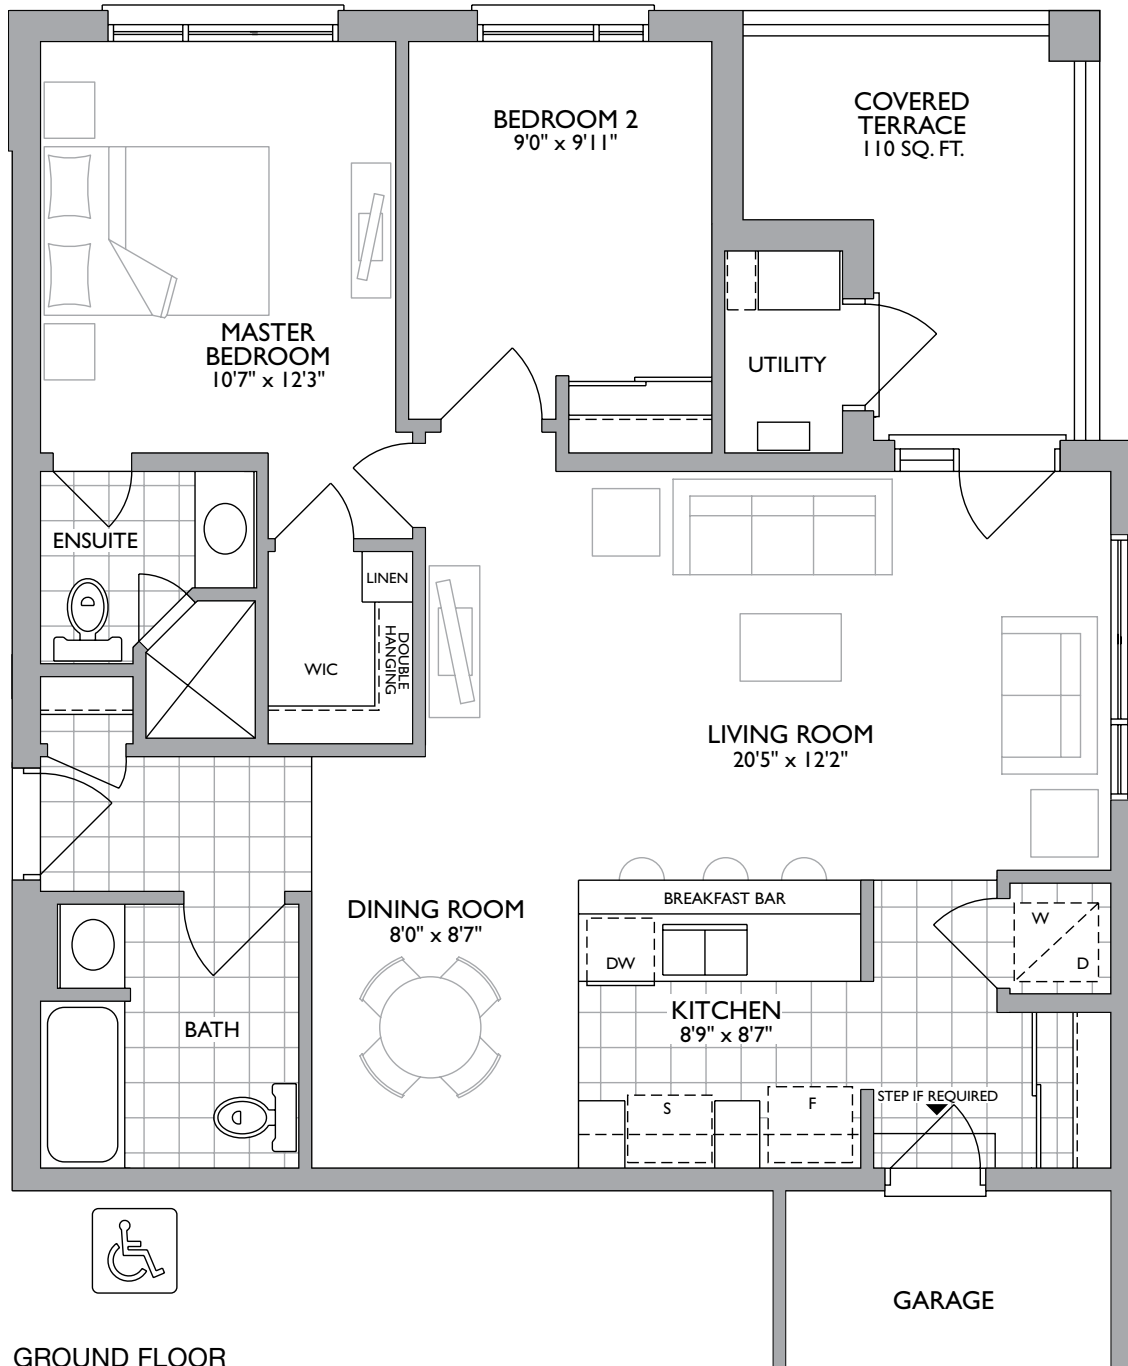 BEDROOM 2
9'0" x 9'11"
COVERED
TERRACE
110 SQ. FT.
MASTER
BEDROOM
10'7" x 12'3"
UTILITY
ENSUITE
LINEN
DOUBLE
HANGING
WIC
LIVING ROOM
20'5" x 12'2"
BREAKFAST BAR
DINING ROOM
8'0" x 8'7"
W
D
DW
KITCHEN
8'9" x 8'7"
BATH
STEP IF REQUIRED
S
F
GARAGE
GROUND FLOOR